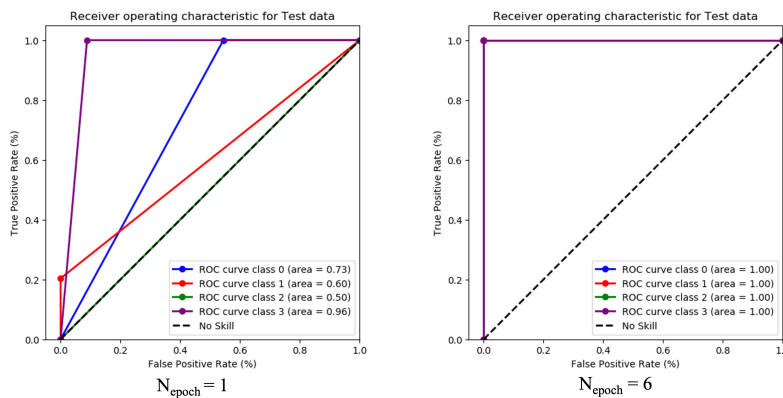 Receiver operating characteristic for Test data
1.0
0.8
0.6
0.4
0.2
0.0
True Positive Rate (%)
ROC curve class 0 (area = 0.73)
ROC curve class 1 (area = 0.60)
ROC curve class 2 (area = 0.50)
ROC curve class 3 (area = 0.96)
No Skill
0.0 0.2 0.4 0.6 0.8 1.0
False Positive Rate (%)
N_epoch = 1
Receiver operating characteristic for Test data
1.0
0.8
0.6
0.4
0.2
0.0
True Positive Rate (%)
ROC curve class 0 (area = 1.00)
ROC curve class 1 (area = 1.00)
ROC curve class 2 (area = 1.00)
ROC curve class 3 (area = 1.00)
No Skill
0.0 0.2 0.4 0.6 0.8 1.0
False Positive Rate (%)
N_epoch = 6